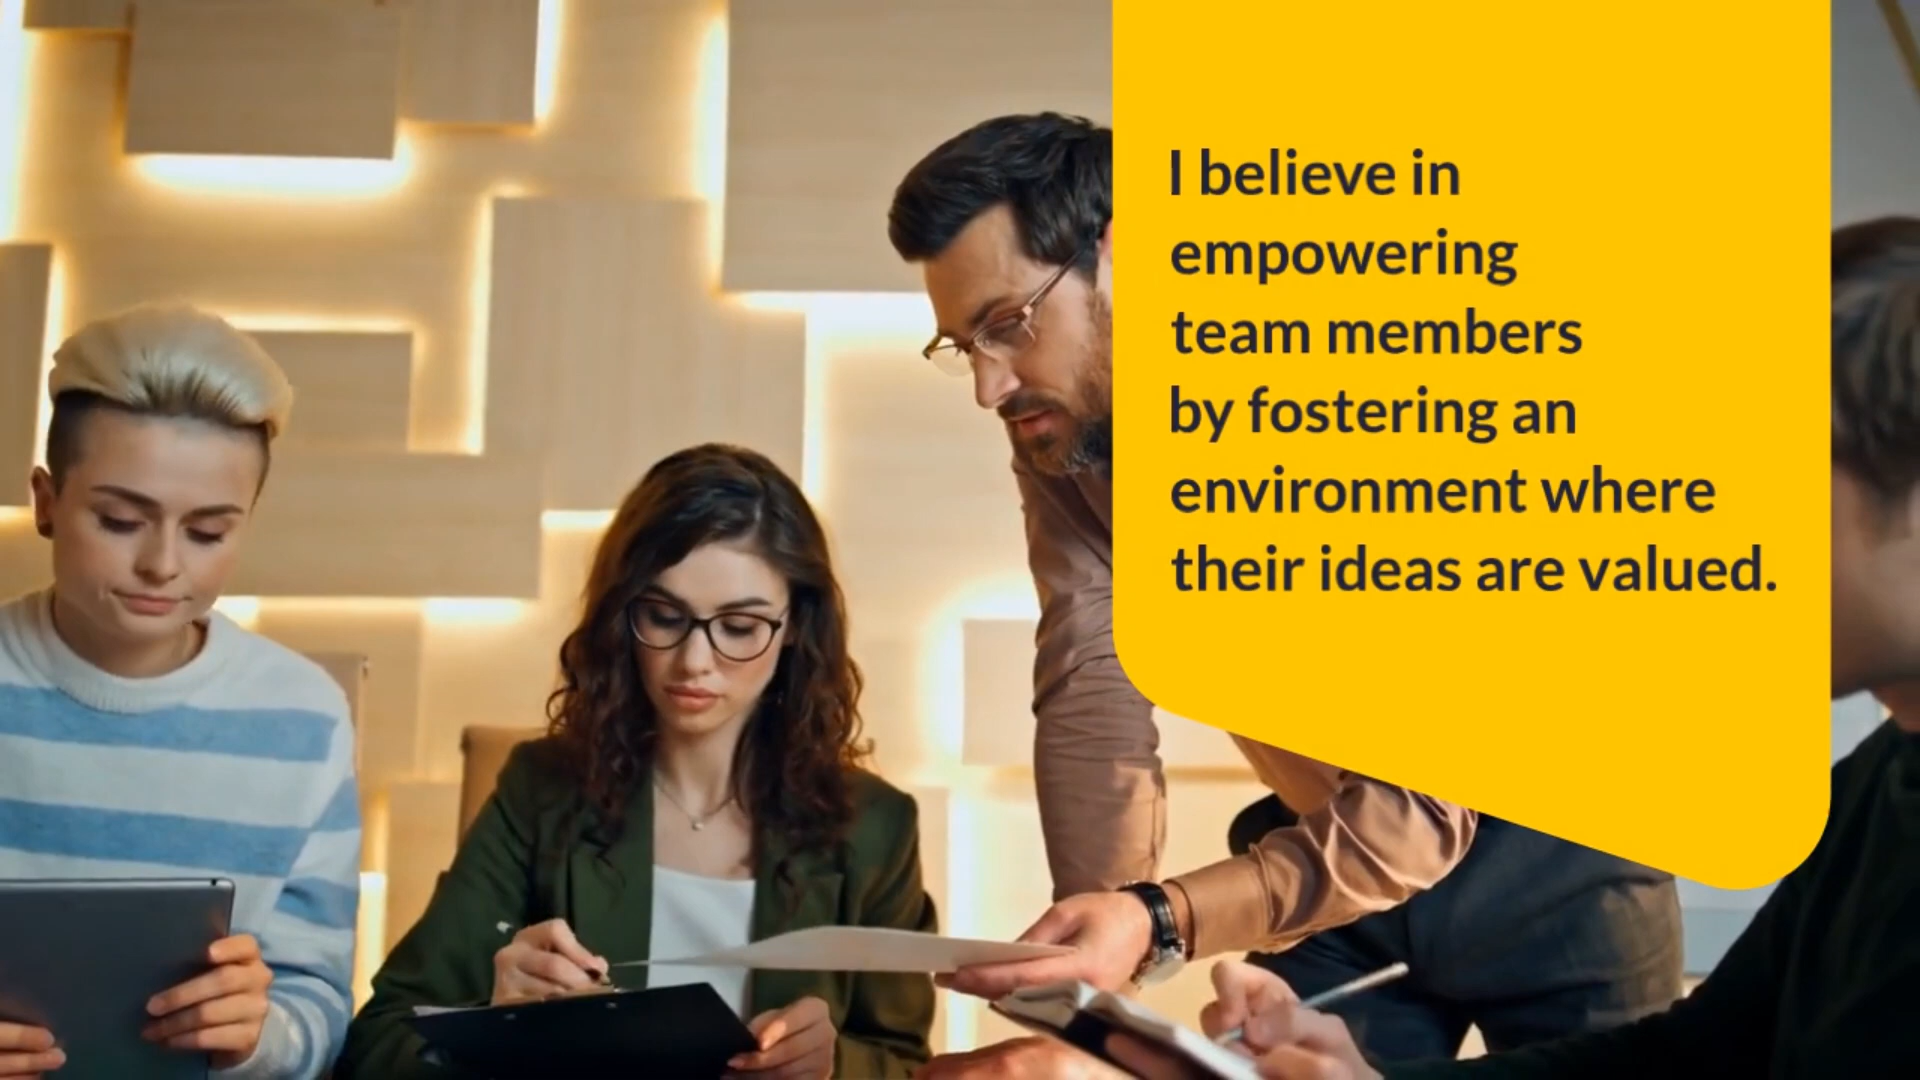 I believe in
empowering
team members
by fostering an
environment where
their ideas are valued.